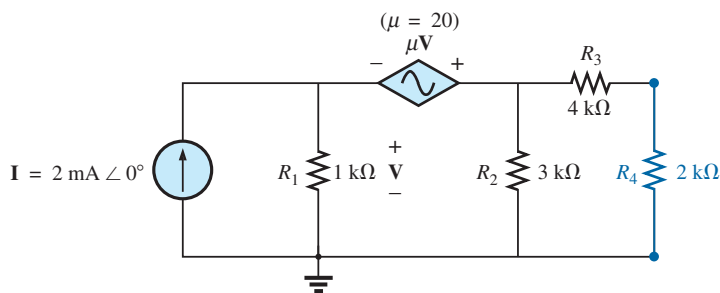 (μ = 20)
μV
− +
R₃
4 kΩ
I = 2 mA ∠ 0°
R₁ 1 kΩ
+
V
−
R₂ 3 kΩ
R₄ 2 kΩ